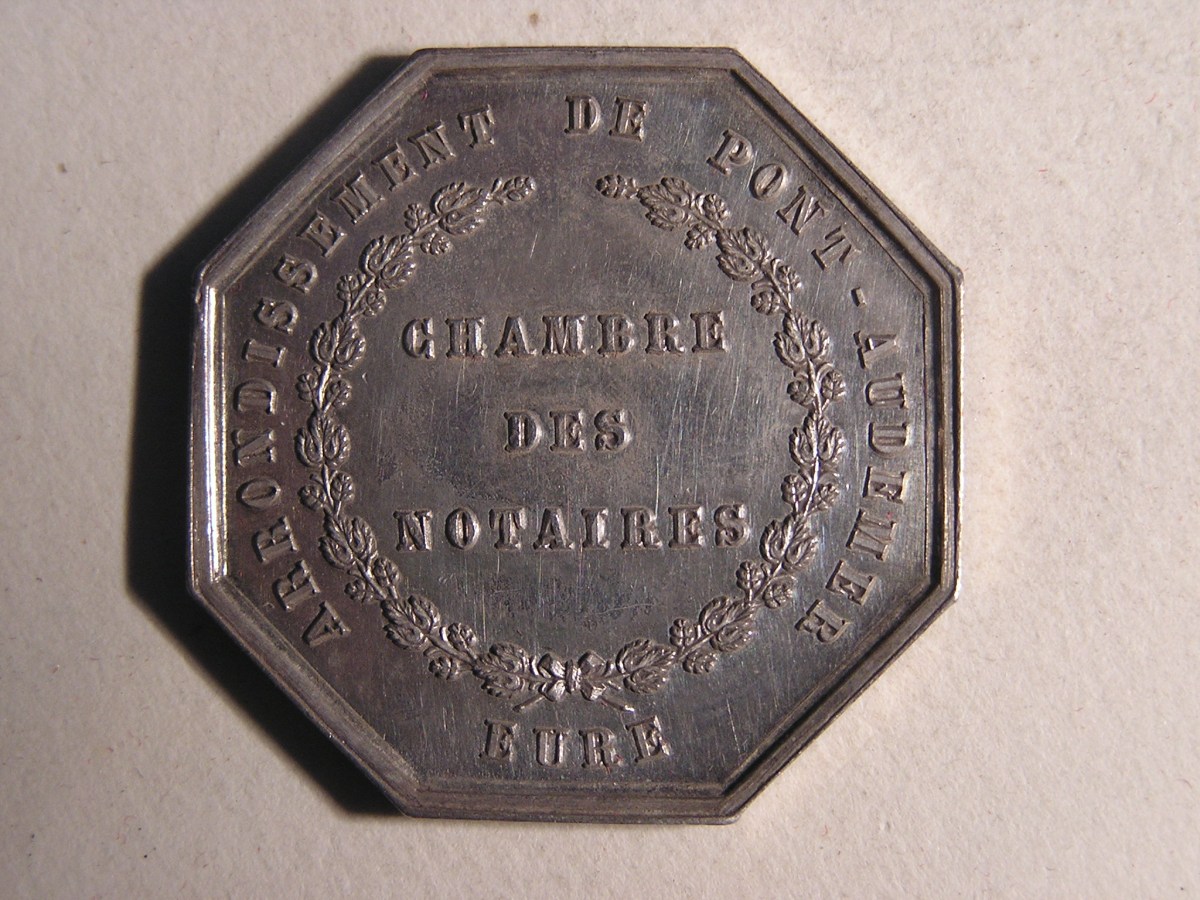 ARRONDISSEMENT DE PONT-AUDEMER
CHAMBRE
DES
NOTAIRES
EURE